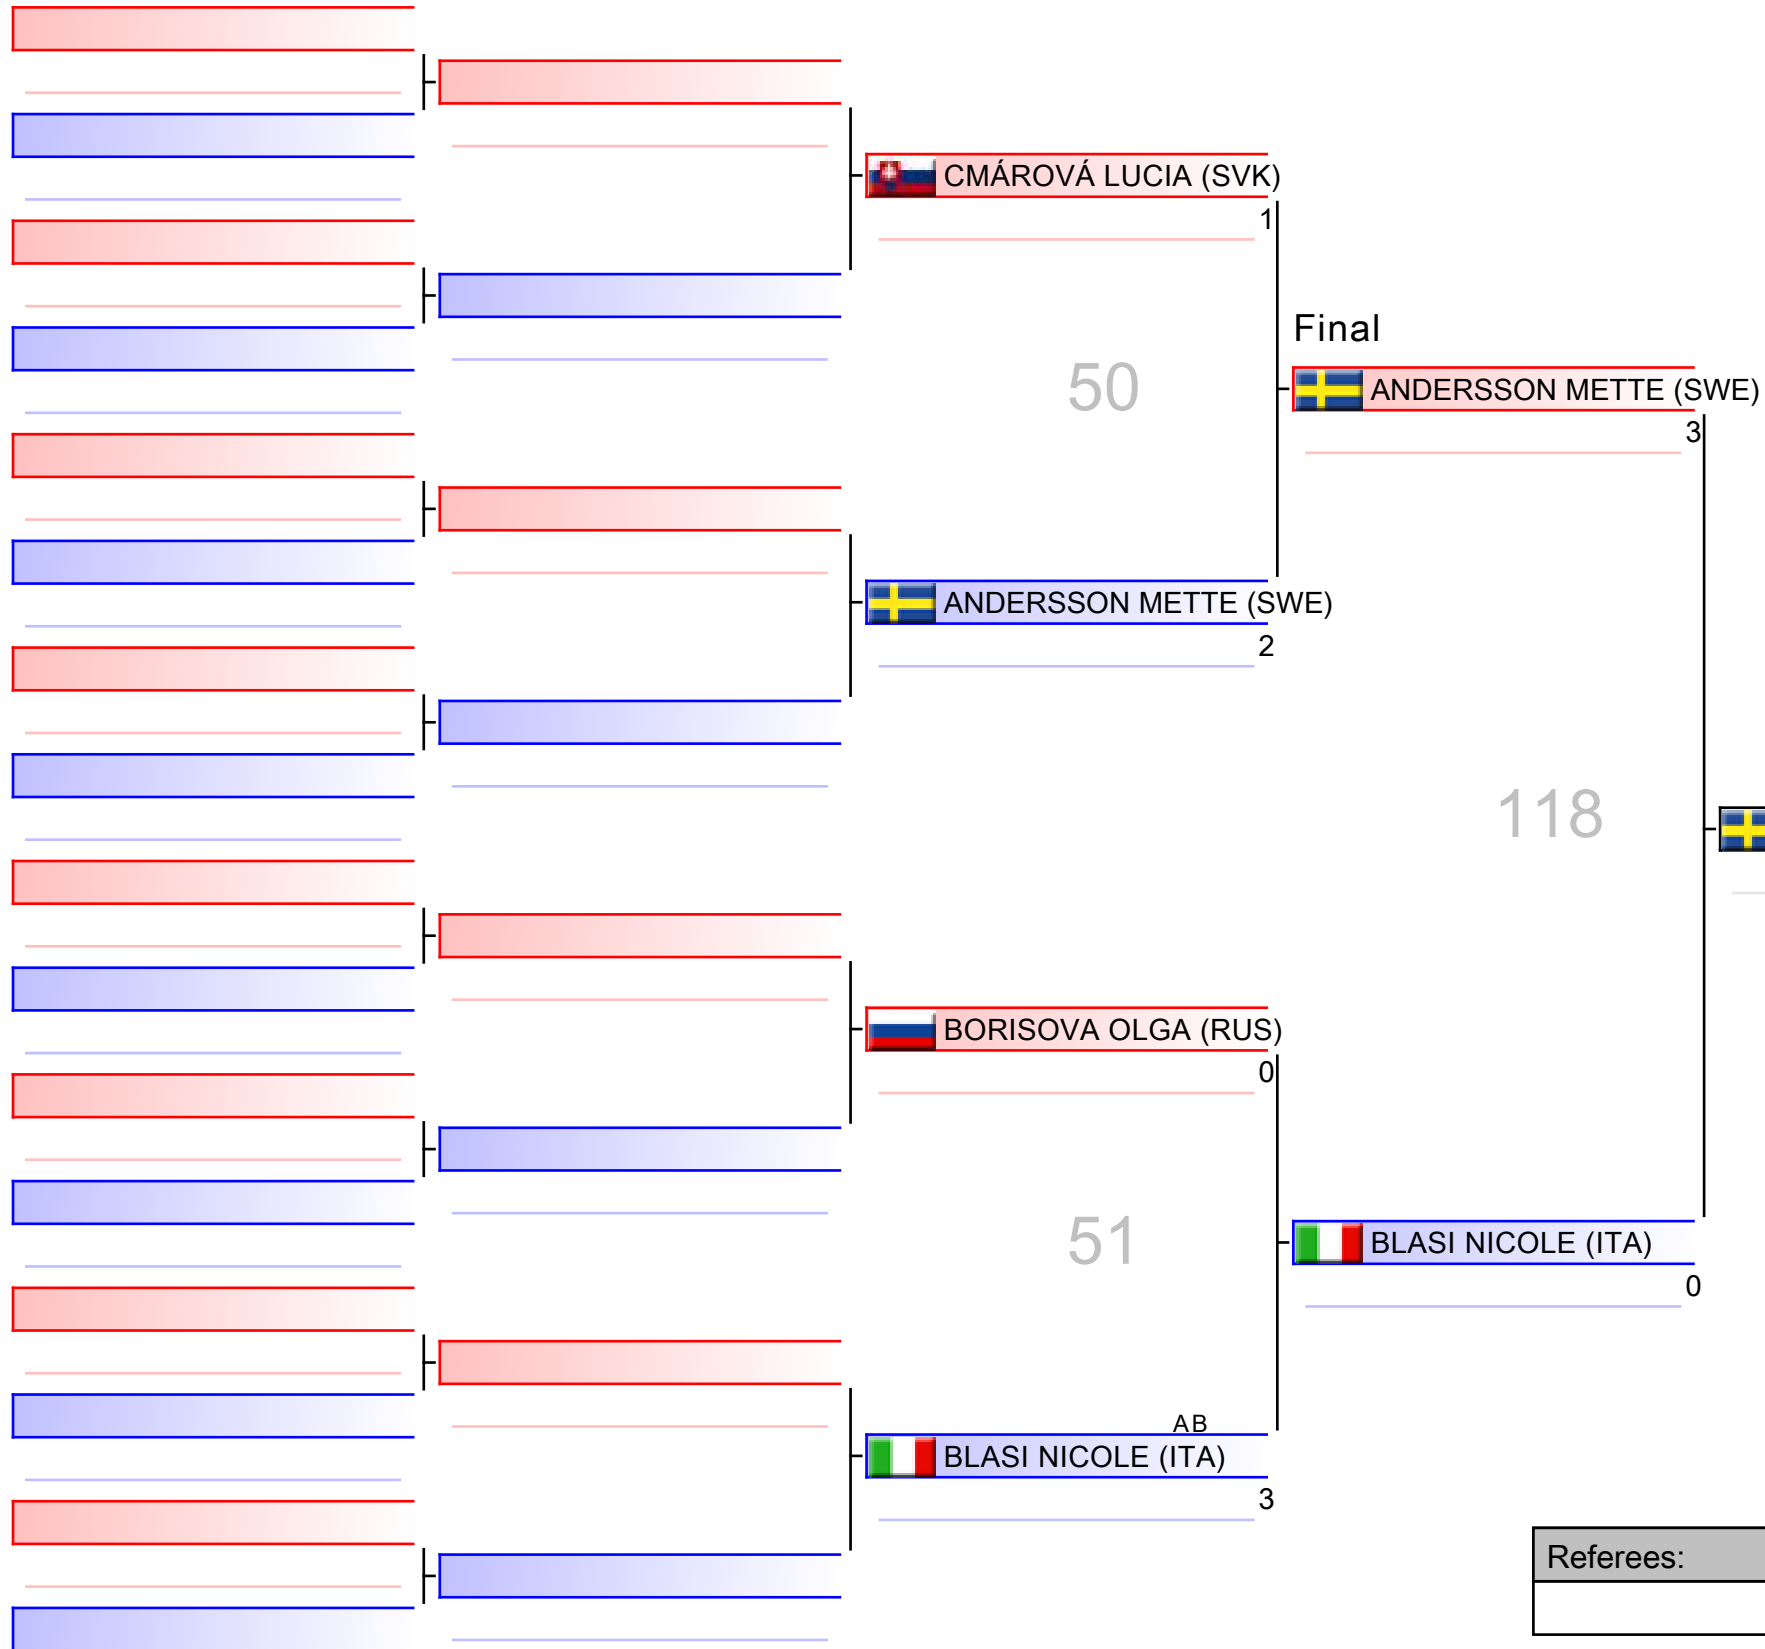 CMÁROVÁ LUCIA (SVK)
1
50
Final
ANDERSSON METTE (SWE)
3
ANDERSSON METTE (SWE)
2
118
BORISOVA OLGA (RUS)
0
51
BLASI NICOLE (ITA)
0
AB
BLASI NICOLE (ITA)
3
Referees: